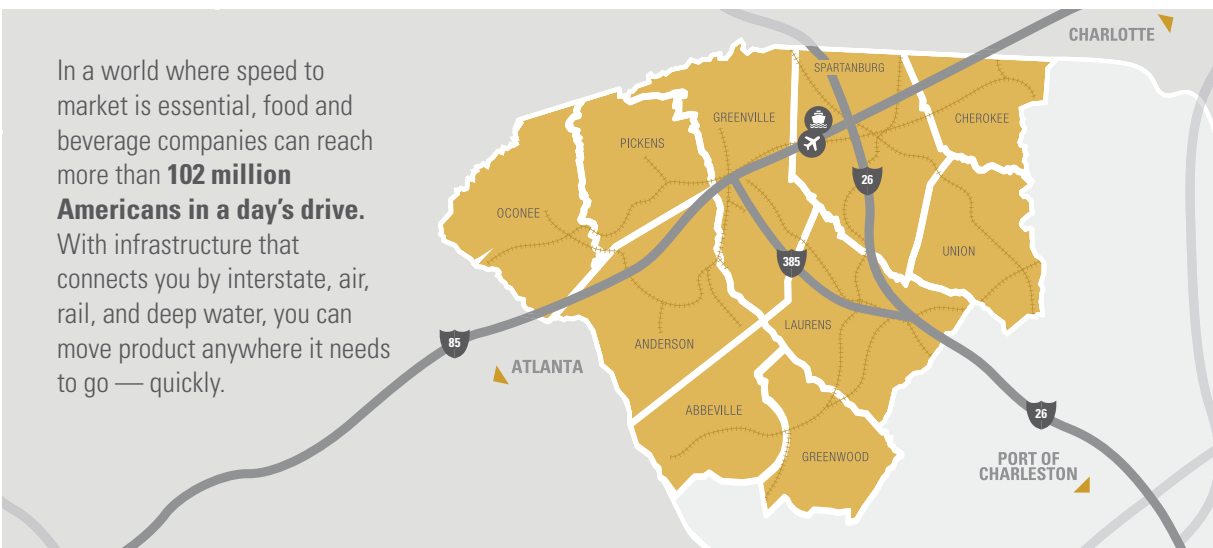 In a world where speed to
market is essential, food and
beverage companies can reach
more than 102 million
Americans in a day's drive.
With infrastructure that
connects you by interstate, air,
rail, and deep water, you can
move product anywhere it needs
to go — quickly.
CHARLOTTE
SPARTANBURG
GREENVILLE
CHEROKEE
PICKENS
26
OCONEE
UNION
385
LAURENS
85
ANDERSON
ATLANTA
ABBEVILLE
26
GREENWOOD
PORT OF
CHARLESTON